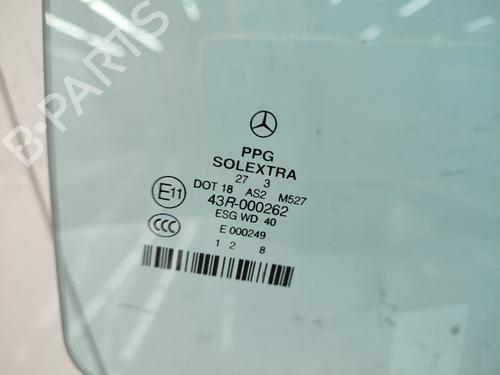 B-PARTS
PPG
SOLEXTRA
27 3
DOT 18 AS2 M527
E11 43R-000262
ESG WD 40
CCC E 000249
1 2 8